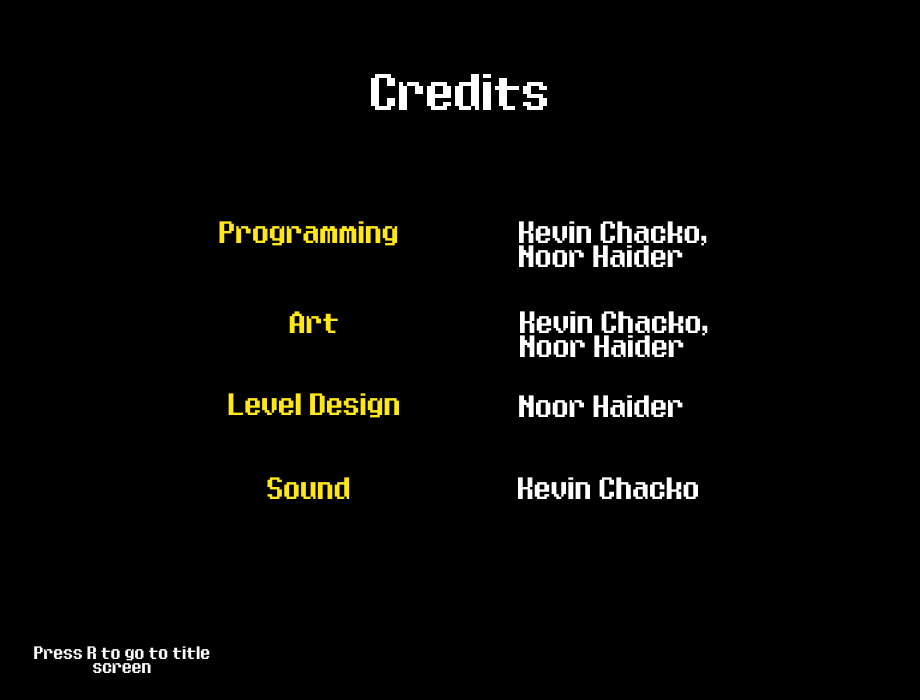 Credits
Programming
Kevin Chacko,
Noor Haider
Art
Kevin Chacko,
Noor Haider
Level Design
Noor Haider
Sound
Kevin Chacko
Press R to go to title
screen